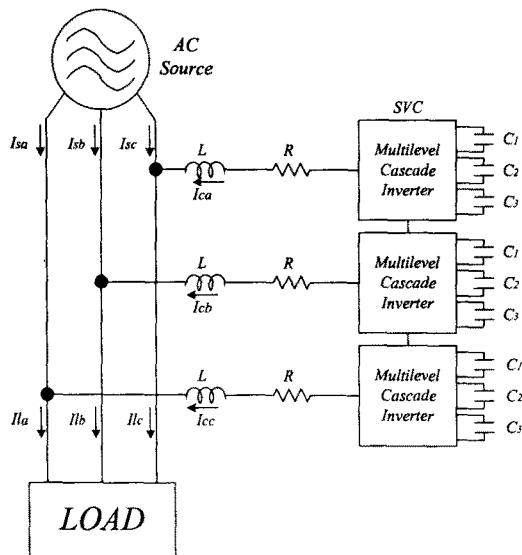 AC
Source
SVC
Isa
Isb
Isc
L
R
Ica
Multilevel
Cascade
Inverter
C1
C2
C3
L
R
Icb
Multilevel
Cascade
Inverter
C1
C2
C3
L
R
Icc
Multilevel
Cascade
Inverter
C1
C2
C3
Ila
Ilb
Ilc
LOAD